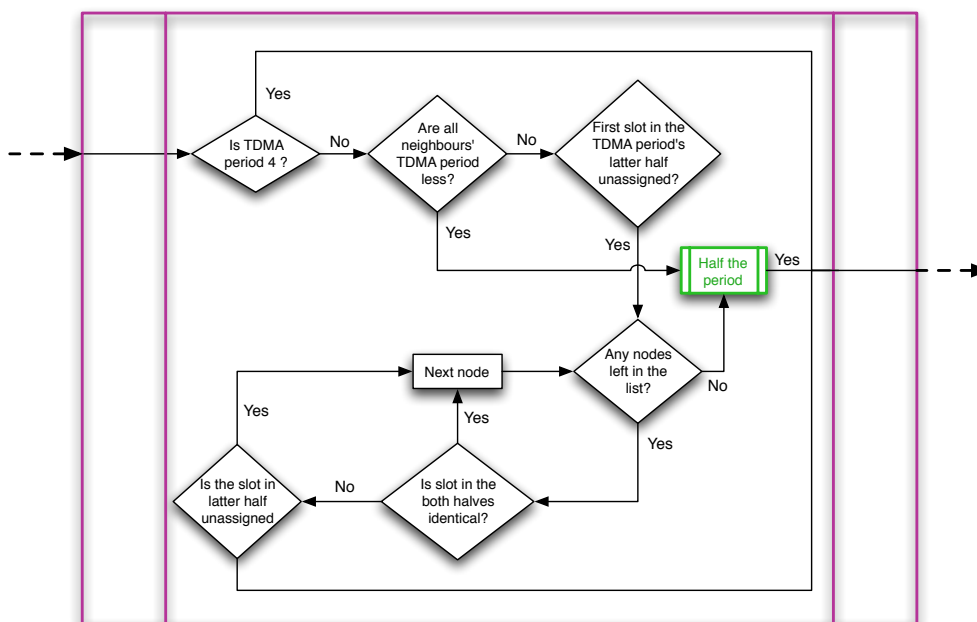 Yes
Is TDMA
period 4 ?
No
Are all
neighbours'
TDMA period
less?
No
First slot in the
TDMA period's
latter half
unassigned?
Yes
Yes
Half the
period
Yes
Any nodes
left in the
list?
No
Next node
Yes
Yes
Yes
Is the slot in
latter half
unassigned
No
Is slot in the
both halves
identical?